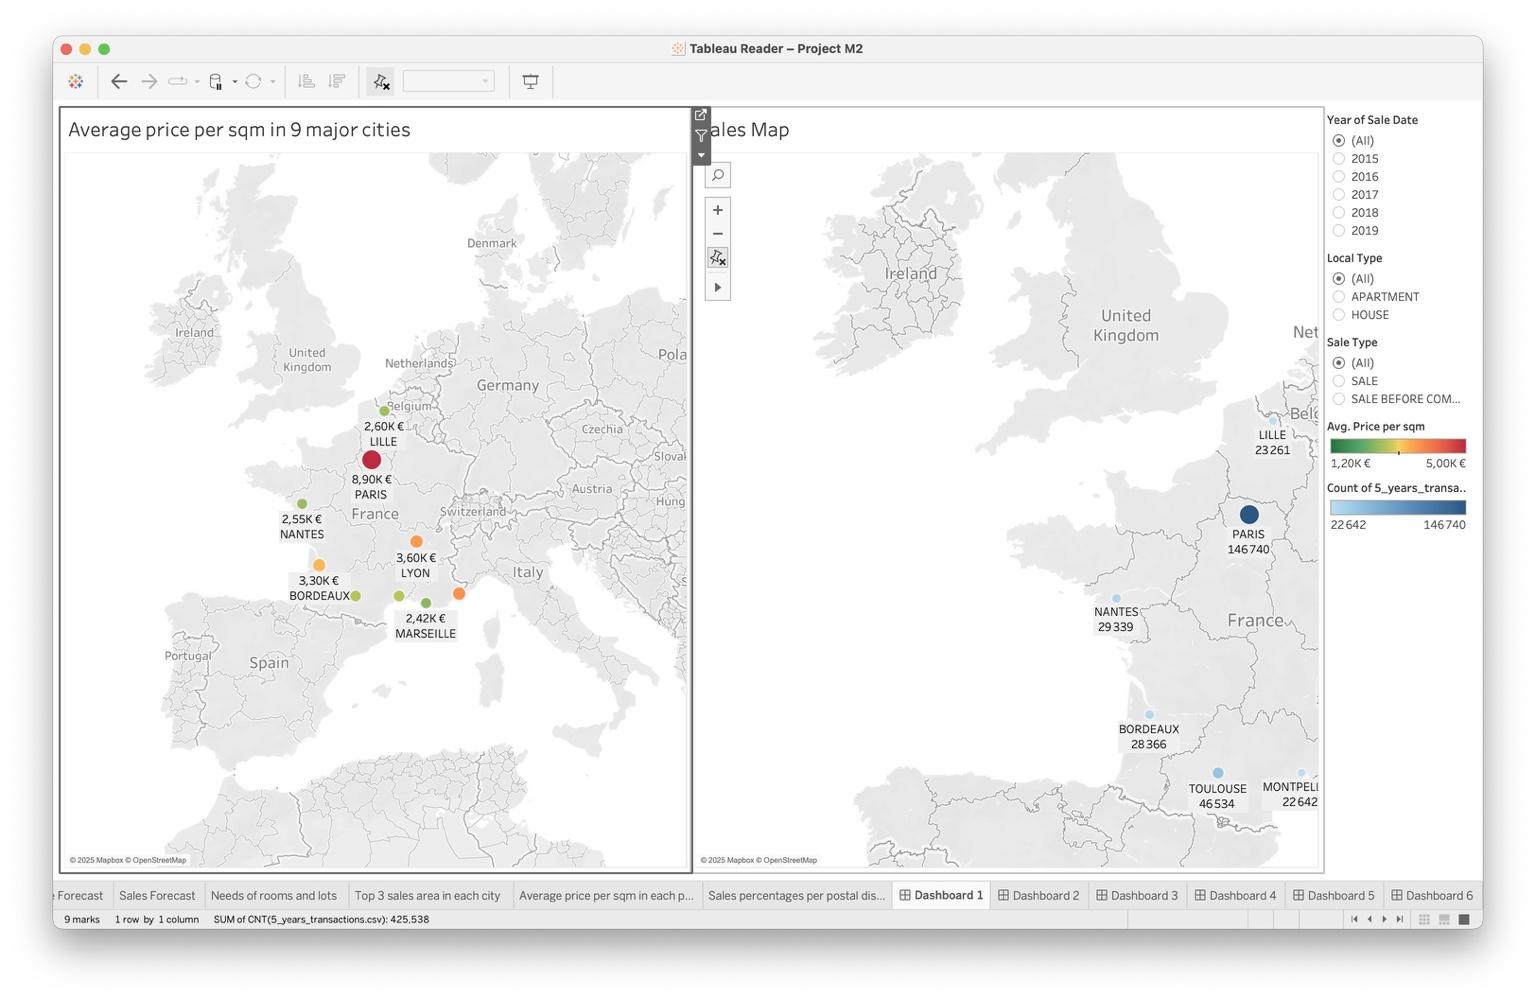 Tableau Reader – Project M2
Average price per sqm in 9 major cities
Denmark
Ireland
United
Kingdom
Netherlands
Pola
Germany
Belgium
2,60K €
LILLE
Czechia
Slovak
8,90K €
PARIS
Austria
Hung
Switzerland
France
2,55K €
NANTES
3,60K €
LYON
Italy
3,30K €
BORDEAUX
2,42K €
MARSEILLE
Portugal
Spain
S
© 2025 Mapbox © OpenStreetMap
ales Map
Ireland
United
Kingdom
Net
Belg
LILLE
23 261
PARIS
146 740
NANTES
29 339
France
BORDEAUX
28 366
TOULOUSE
46 534
MONTPELL
22 642
© 2025 Mapbox © OpenStreetMap
Year of Sale Date
(All)
2015
2016
2017
2018
2019
Local Type
(All)
APARTMENT
HOUSE
Sale Type
(All)
SALE
SALE BEFORE COM...
Avg. Price per sqm
1,20K € 5,00K €
Count of 5_years_transa..
22 642 146 740
e Forecast Sales Forecast Needs of rooms and lots Top 3 sales area in each city Average price per sqm in each p... Sales percentages per postal dis... Dashboard 1 Dashboard 2 Dashboard 3 Dashboard 4 Dashboard 5 Dashboard 6
9 marks 1 row by 1 column SUM of CNT(5_years_transactions.csv): 425.538